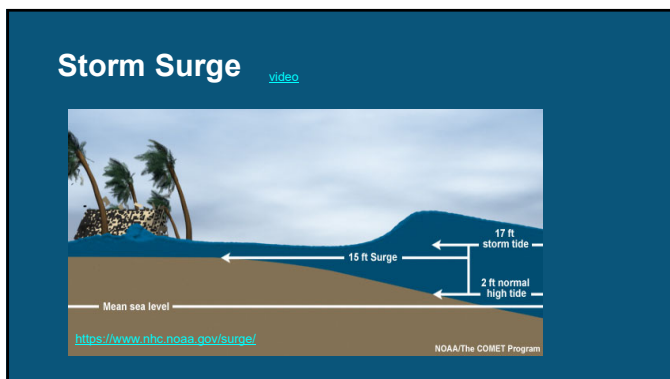 Storm Surge
video
17 ft
storm tide
15 ft Surge
2 ft normal
high tide
Mean sea level
https://www.nhc.noaa.gov/surge/
NOAA/The COMET Program